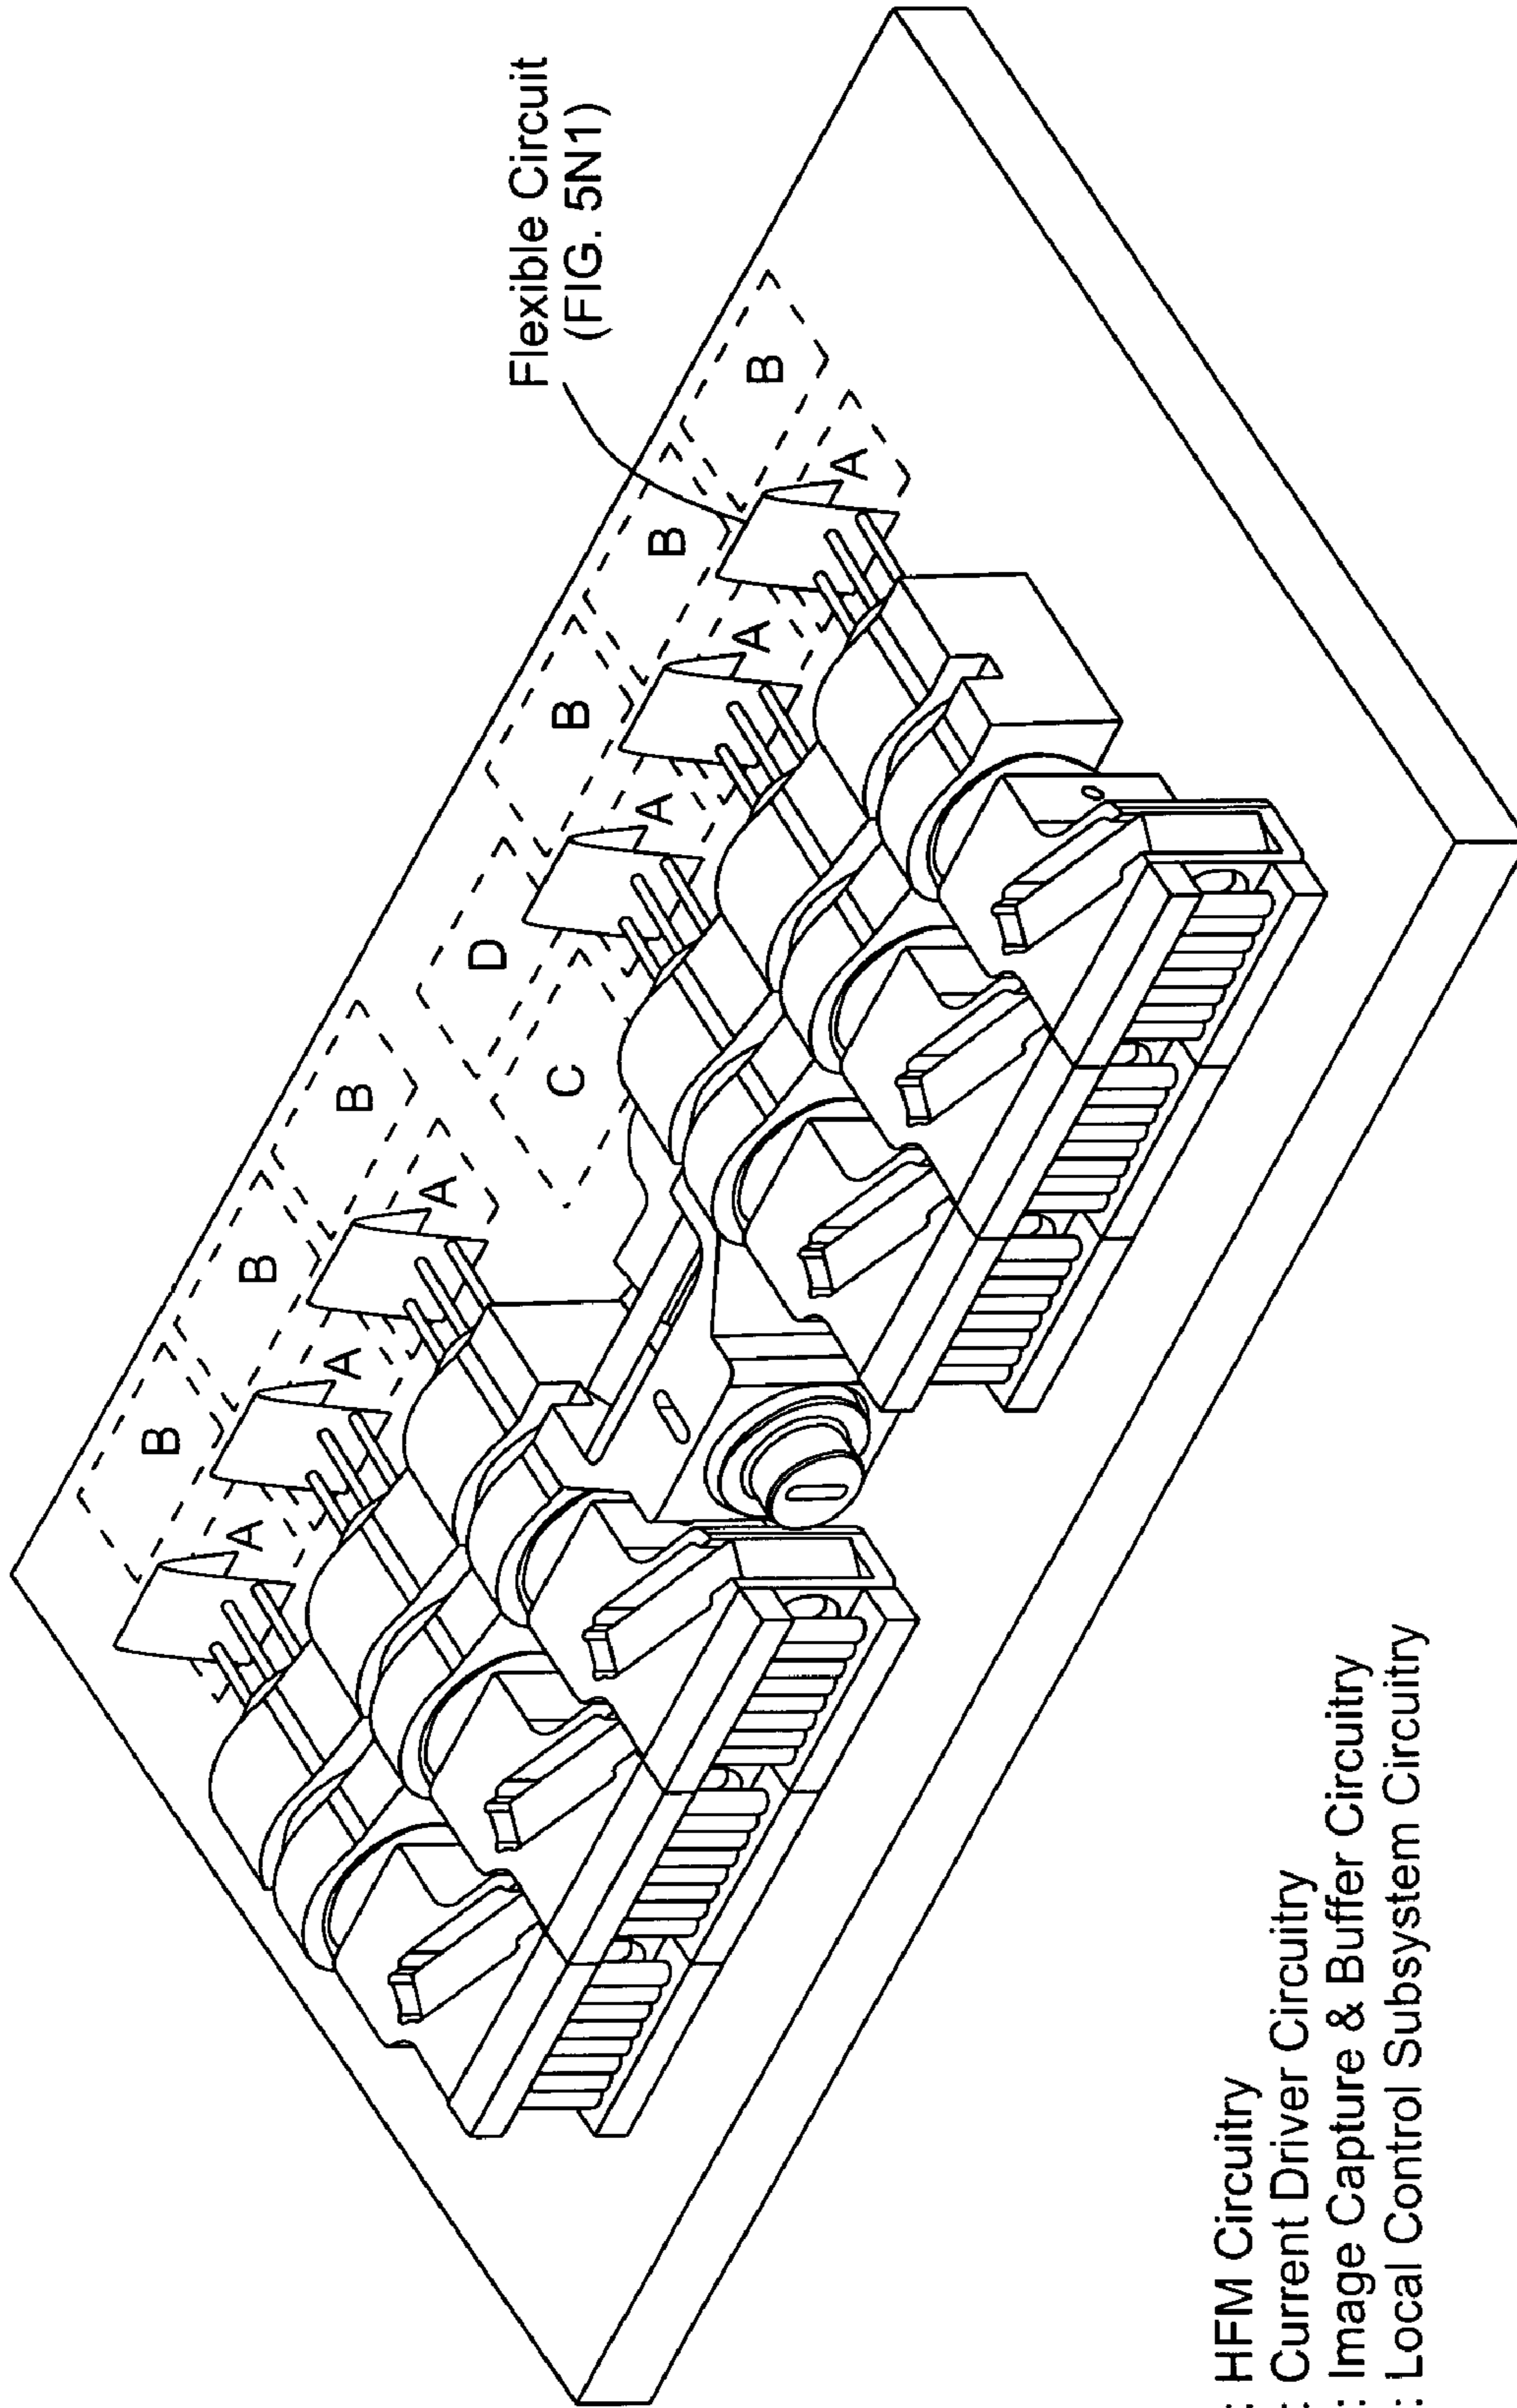 Flexible Circuit
(FIG. 5N1)
B
A
B
A
B
A
D
C
B
A
B
A
B
A
: HFM Circuitry
: Current Driver Circuitry
: Image Capture & Buffer Circuitry
: Local Control Subsystem Circuitry